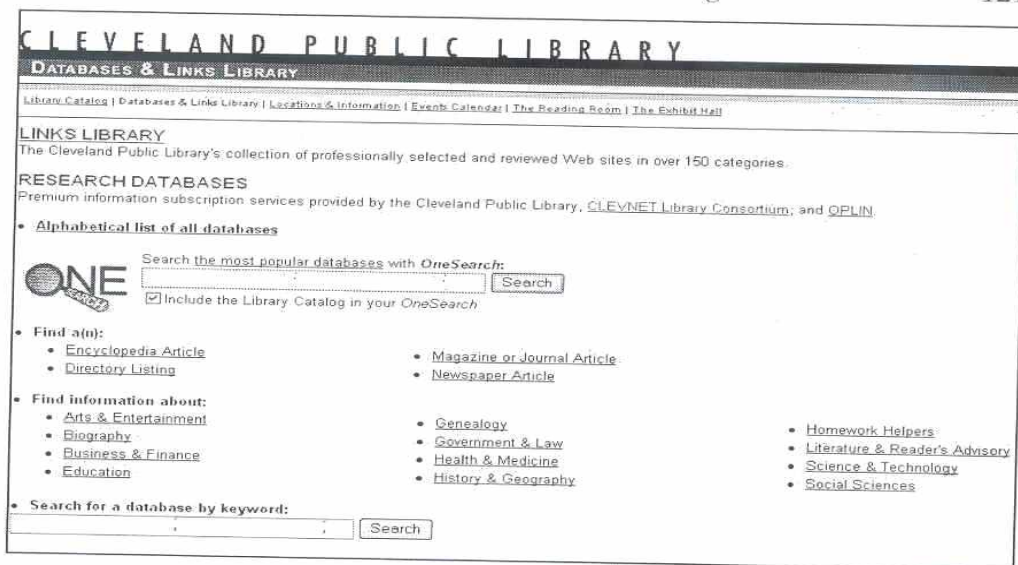 CLEVELAND PUBLIC LIBRARY
DATABASES & LINKS LIBRARY
Library Catalog | Databases & Links Library | Locations & Information | Events Calendar | The Reading Room | The Exhibit Hall
LINKS LIBRARY
The Cleveland Public Library's collection of professionally selected and reviewed Web sites in over 150 categories.
RESEARCH DATABASES
Premium information subscription services provided by the Cleveland Public Library, CLEVNET Library Consortium; and OPLIN.
• Alphabetical list of all databases
ONE SEARCH
Search the most popular databases with OneSearch:
Search
Include the Library Catalog in your OneSearch
• Find a(n):
• Encyclopedia Article
• Directory Listing
• Magazine or Journal Article
• Newspaper Article
• Find information about:
• Arts & Entertainment
• Biography
• Business & Finance
• Education
• Genealogy
• Government & Law
• Health & Medicine
• History & Geography
• Homework Helpers
• Literature & Reader's Advisory
• Science & Technology
• Social Sciences
• Search for a database by keyword:
Search